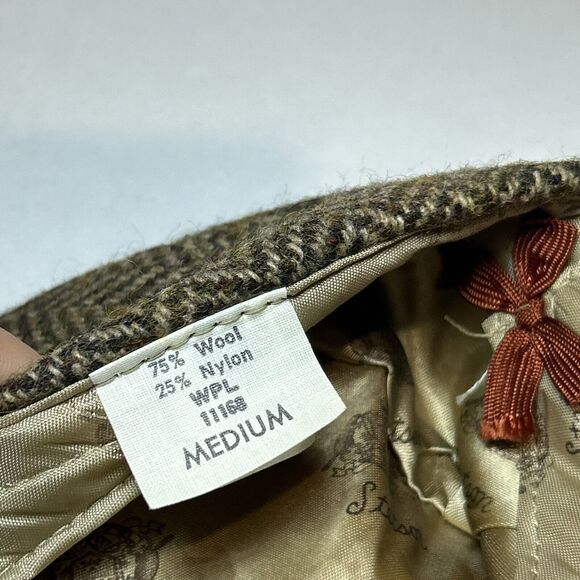 75% Wool
25% Nylon
WPL
11168
MEDIUM